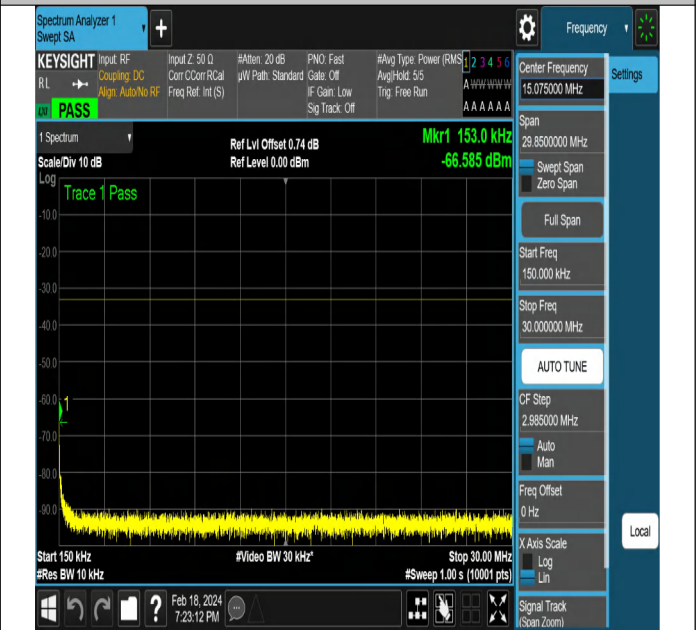 Spectrum Analyzer 1
Swept SA
Frequency
KEYSIGHT
RL
PASS
Input: RF
Coupling: DC
Align: Auto/No RF
Input Z: 50 Ω
Corr CCorr RCal
Freq Ref: Int (S)
#Atten: 20 dB
µW Path: Standard
PNO: Fast
Gate: Off
IF Gain: Low
Sig Track: Off
#Avg Type: Power (RMS
Avg|Hold: 5/5
Trig: Free Run
1 2 3 4 5 6
A W W W W W
A A A A A A
1 Spectrum
Scale/Div 10 dB
Ref Lvl Offset 0.74 dB
Ref Level 0.00 dBm
Mkr1 153.0 kHz
-66.585 dBm
Log
Trace 1 Pass
-10.0
-20.0
-30.0
-40.0
-50.0
-60.0
-70.0
-80.0
-90.0
1
Start 150 kHz
#Res BW 10 kHz
#Video BW 30 kHz*
Stop 30.00 MHz
#Sweep 1.00 s (10001 pts)
Feb 18, 2024
7:23:12 PM
Center Frequency
15.075000 MHz
Settings
Span
29.8500000 MHz
Swept Span
Zero Span
Full Span
Start Freq
150.000 kHz
Stop Freq
30.000000 MHz
AUTO TUNE
CF Step
2.985000 MHz
Auto
Man
Freq Offset
0 Hz
X Axis Scale
Log
Lin
Local
Signal Track
(Span Zoom)